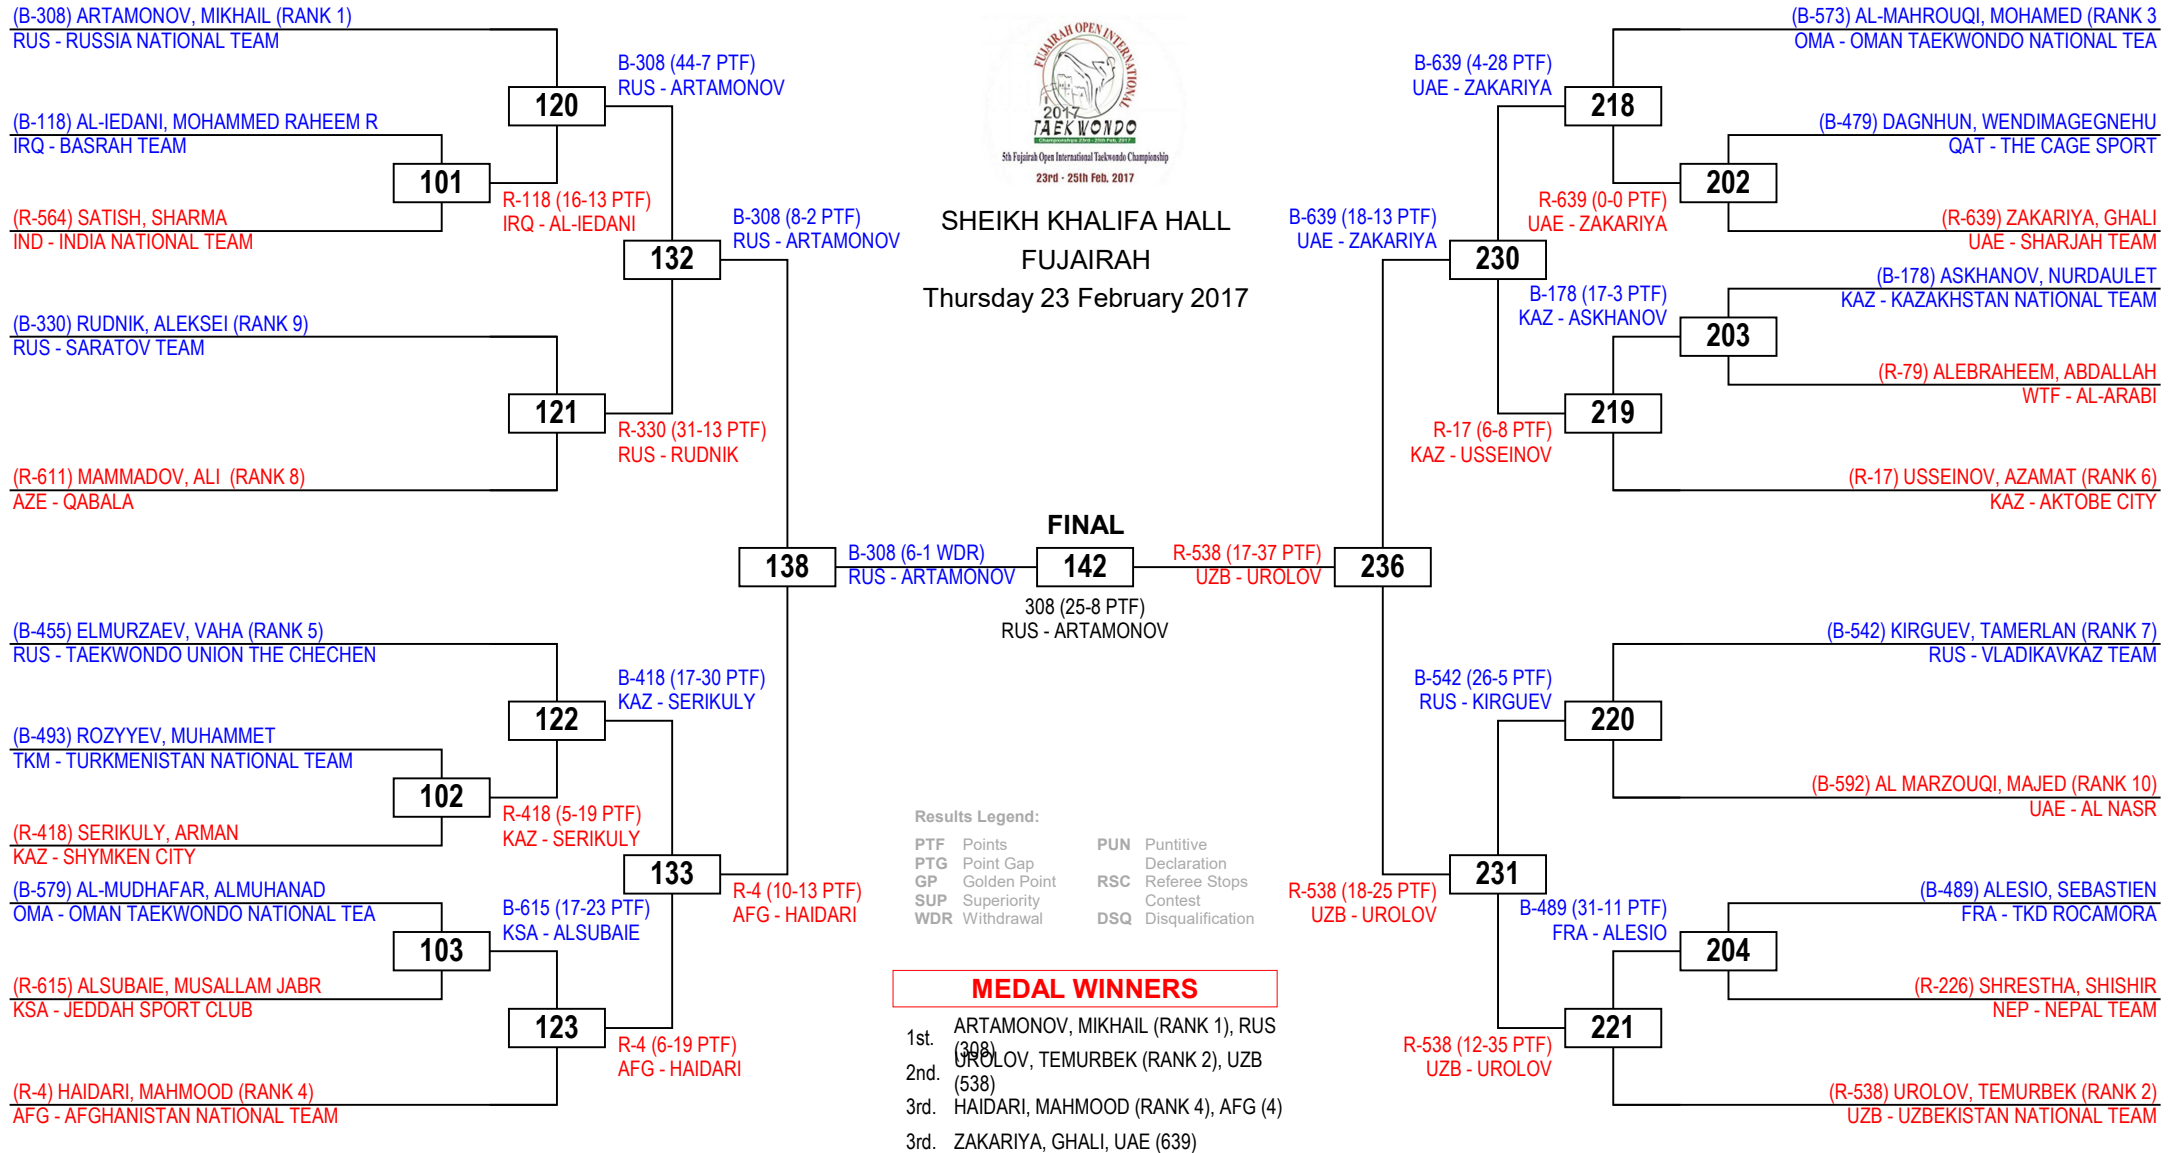 (B-308) ARTAMONOV, MIKHAIL (RANK 1)
RUS - RUSSIA NATIONAL TEAM
(B-118) AL-IEDANI, MOHAMMED RAHEEM R
IRQ - BASRAH TEAM
(R-564) SATISH, SHARMA
IND - INDIA NATIONAL TEAM
(B-330) RUDNIK, ALEKSEI (RANK 9)
RUS - SARATOV TEAM
(R-611) MAMMADOV, ALI (RANK 8)
AZE - QABALA
(B-455) ELMURZAEV, VAHA (RANK 5)
RUS - TAEKWONDO UNION THE CHECHEN
(B-493) ROZYYEV, MUHAMMET
TKM - TURKMENISTAN NATIONAL TEAM
(R-418) SERIKULY, ARMAN
KAZ - SHYMKEN CITY
(B-579) AL-MUDHAFAR, ALMUHANAD
OMA - OMAN TAEKWONDO NATIONAL TEA
(R-615) ALSUBAIE, MUSALLAM JABR
KSA - JEDDAH SPORT CLUB
(R-4) HAIDARI, MAHMOOD (RANK 4)
AFG - AFGHANISTAN NATIONAL TEAM
101
R-118 (16-13 PTF)
IRQ - AL-IEDANI
102
R-418 (5-19 PTF)
KAZ - SERIKULY
103
B-615 (17-23 PTF)
KSA - ALSUBAIE
120
B-308 (44-7 PTF)
RUS - ARTAMONOV
121
R-330 (31-13 PTF)
RUS - RUDNIK
122
B-418 (17-30 PTF)
KAZ - SERIKULY
123
R-4 (6-19 PTF)
AFG - HAIDARI
132
B-308 (8-2 PTF)
RUS - ARTAMONOV
133
R-4 (10-13 PTF)
AFG - HAIDARI
138
B-308 (6-1 WDR)
RUS - ARTAMONOV
FUJAIRAH OPEN INTERNATIONAL
2017
TAEKWONDO
Championships 23rd - 25th Feb, 2017
5th Fujairah Open International Taekwondo Championship
23rd - 25th Feb, 2017
SHEIKH KHALIFA HALL
FUJAIRAH
Thursday 23 February 2017
FINAL
142
308 (25-8 PTF)
RUS - ARTAMONOV
R-538 (17-37 PTF)
UZB - UROLOV
236
B-639 (18-13 PTF)
UAE - ZAKARIYA
230
R-538 (18-25 PTF)
UZB - UROLOV
231
B-639 (4-28 PTF)
UAE - ZAKARIYA
218
R-17 (6-8 PTF)
KAZ - USSEINOV
219
B-542 (26-5 PTF)
RUS - KIRGUEV
220
R-538 (12-35 PTF)
UZB - UROLOV
221
R-639 (0-0 PTF)
UAE - ZAKARIYA
202
B-178 (17-3 PTF)
KAZ - ASKHANOV
203
B-489 (31-11 PTF)
FRA - ALESIO
204
(B-573) AL-MAHROUQI, MOHAMED (RANK 3
OMA - OMAN TAEKWONDO NATIONAL TEA
(B-479) DAGNHUN, WENDIMAGEGNEHU
QAT - THE CAGE SPORT
(R-639) ZAKARIYA, GHALI
UAE - SHARJAH TEAM
(B-178) ASKHANOV, NURDAULET
KAZ - KAZAKHSTAN NATIONAL TEAM
(R-79) ALEBRAHEEM, ABDALLAH
WTF - AL-ARABI
(R-17) USSEINOV, AZAMAT (RANK 6)
KAZ - AKTOBE CITY
(B-542) KIRGUEV, TAMERLAN (RANK 7)
RUS - VLADIKAVKAZ TEAM
(B-592) AL MARZOUQI, MAJED (RANK 10)
UAE - AL NASR
(B-489) ALESIO, SEBASTIEN
FRA - TKD ROCAMORA
(R-226) SHRESTHA, SHISHIR
NEP - NEPAL TEAM
(R-538) UROLOV, TEMURBEK (RANK 2)
UZB - UZBEKISTAN NATIONAL TEAM
Results Legend:
PTF Points
PTG Point Gap
GP Golden Point
SUP Superiority
WDR Withdrawal
PUN Puntitive
Declaration
RSC Referee Stops
Contest
DSQ Disqualification
MEDAL WINNERS
1st. ARTAMONOV, MIKHAIL (RANK 1), RUS
(308)
2nd. UROLOV, TEMURBEK (RANK 2), UZB
(538)
3rd. HAIDARI, MAHMOOD (RANK 4), AFG (4)
3rd. ZAKARIYA, GHALI, UAE (639)